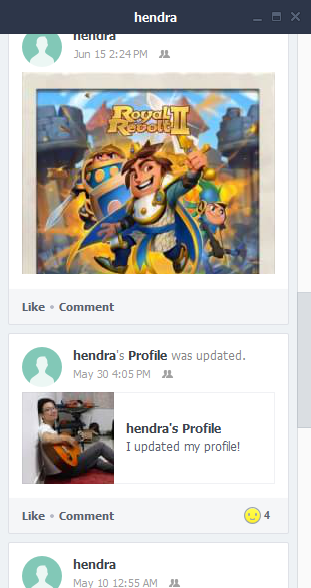 hendra
hendra
Jun 15 2:24 PM
Royal
Revolt II
Like • Comment
hendra's Profile was updated.
May 30 4:05 PM
hendra's Profile
I updated my profile!
Like • Comment
4
hendra
May 10 12:55 AM